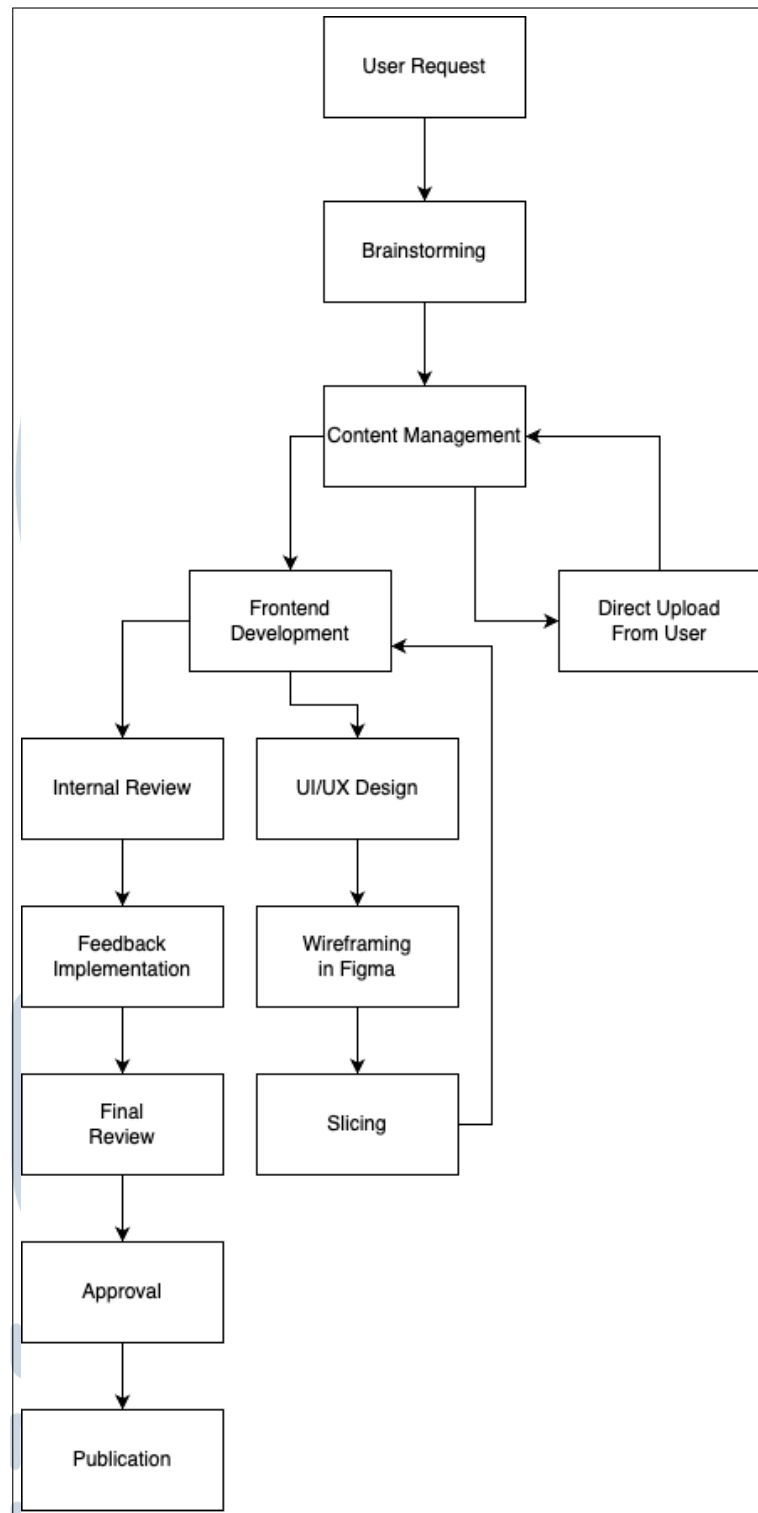 User Request
Brainstorming
Content Management
Frontend
Development
Direct Upload
From User
Internal Review
UI/UX Design
Feedback
Implementation
Wireframing
in Figma
Final
Review
Slicing
Approval
Publication